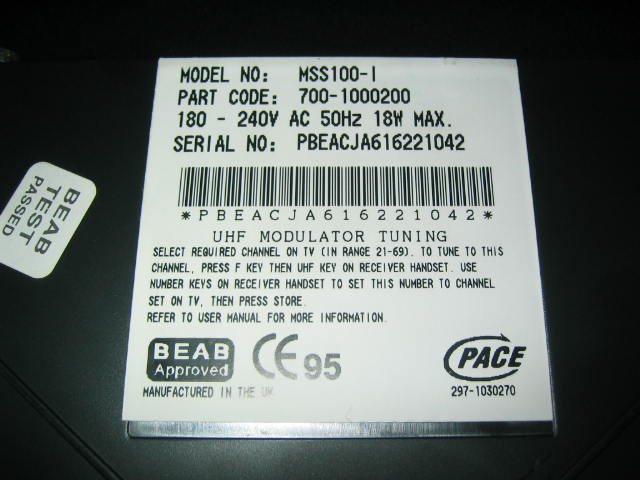 MODEL NO: MSS100-I
PART CODE: 700-1000200
180 - 240V AC 50Hz 18W MAX.
SERIAL NO: PBEACJA616221042
*PBEACJA616221042*
UHF MODULATOR TUNING
SELECT REQUIRED CHANNEL ON TV (IN RANGE 21-69). TO TUNE TO THIS
CHANNEL, PRESS F KEY THEN UHF KEY ON RECEIVER HANDSET. USE
NUMBER KEYS ON RECEIVER HANDSET TO SET THIS NUMBER TO CHANNEL
SET ON TV, THEN PRESS STORE.
REFER TO USER MANUAL FOR MORE INFORMATION.
BEAB
Approved
CE 95
PACE
MANUFACTURED IN THE UK
297-1030270
BEAB
TEST
PASSED